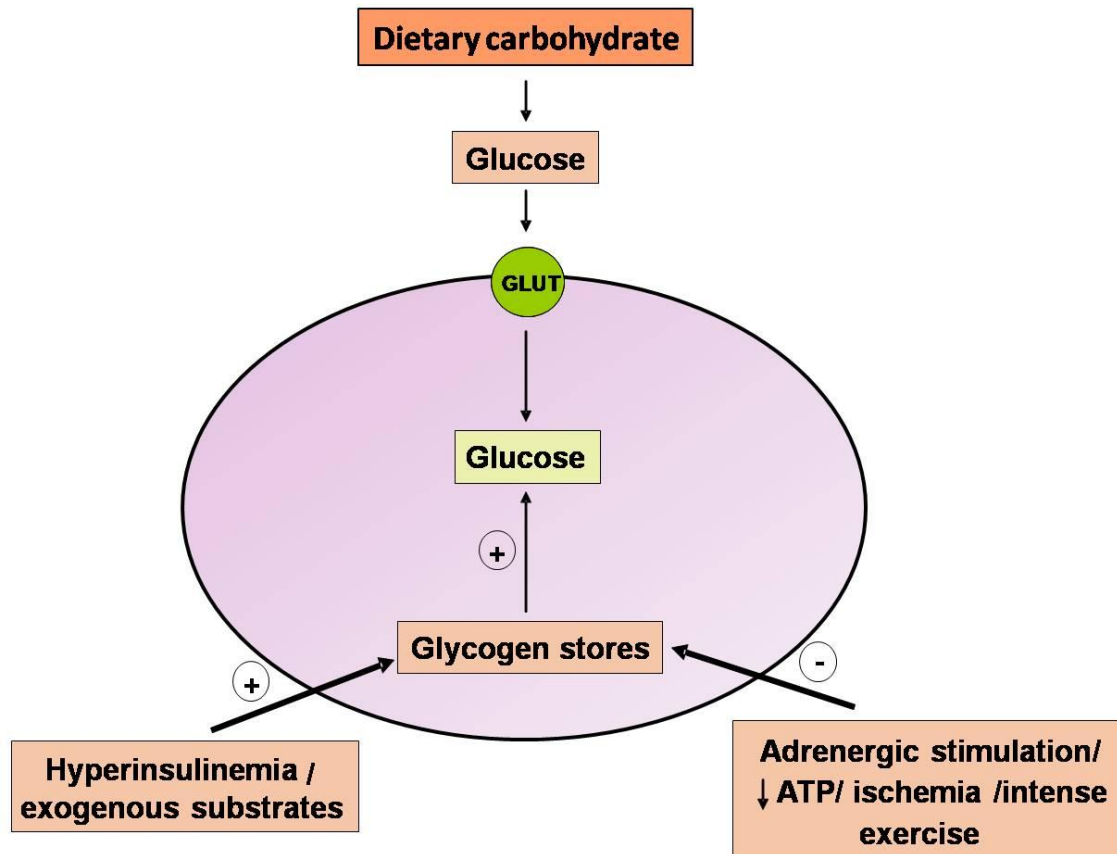 Dietary carbohydrate
Glucose
GLUT
Glucose
+
Glycogen stores
+
-
Hyperinsulinemia /
exogenous substrates
Adrenergic stimulation/
↓ ATP/ ischemia /intense
exercise